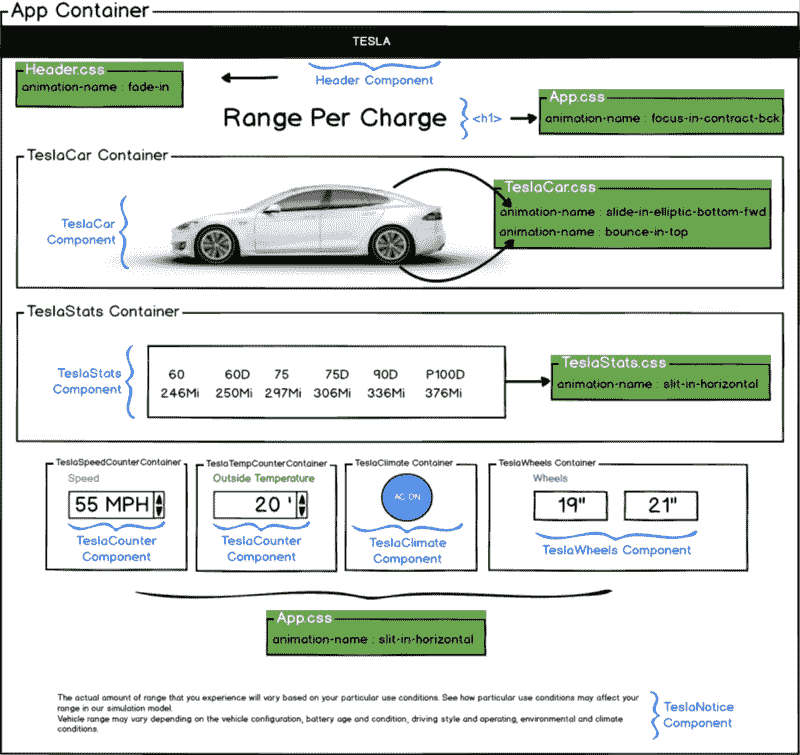 App Container
TESLA
Header.css
animation-name : fade-in
Header Component
Range Per Charge
<h1>
App.css
animation-name : focus-in-contract-bck
TeslaCar Container
TeslaCar
Component
TeslaCar.css
animation-name : slide-in-elliptic-bottom-fwd
animation-name : bounce-in-top
TeslaStats Container
TeslaStats
Component
60 60D 75 75D 90D P100D
246Mi 250Mi 297Mi 306Mi 336Mi 376Mi
TeslaStats.css
animation-name : slit-in-horizontal
TeslaSpeedCounterContainer
Speed
55 MPH
TeslaCounter
Component
TeslaTempCounterContainer
Outside Temperature
20 '
TeslaCounter
Component
TeslaClimate Container
AC ON
TeslaClimate
Component
TeslaWheels Container
Wheels
19" 21"
TeslaWheels Component
App.css
animation-name : slit-in-horizontal
The actual amount of range that you experience will vary based on your particular use conditions. See how particular use conditions may affect your
range in our simulation model.
Vehicle range may vary depending on the vehicle configuration, battery age and condition, driving style and operating, environmental and climate
conditions.
TeslaNotice
Component